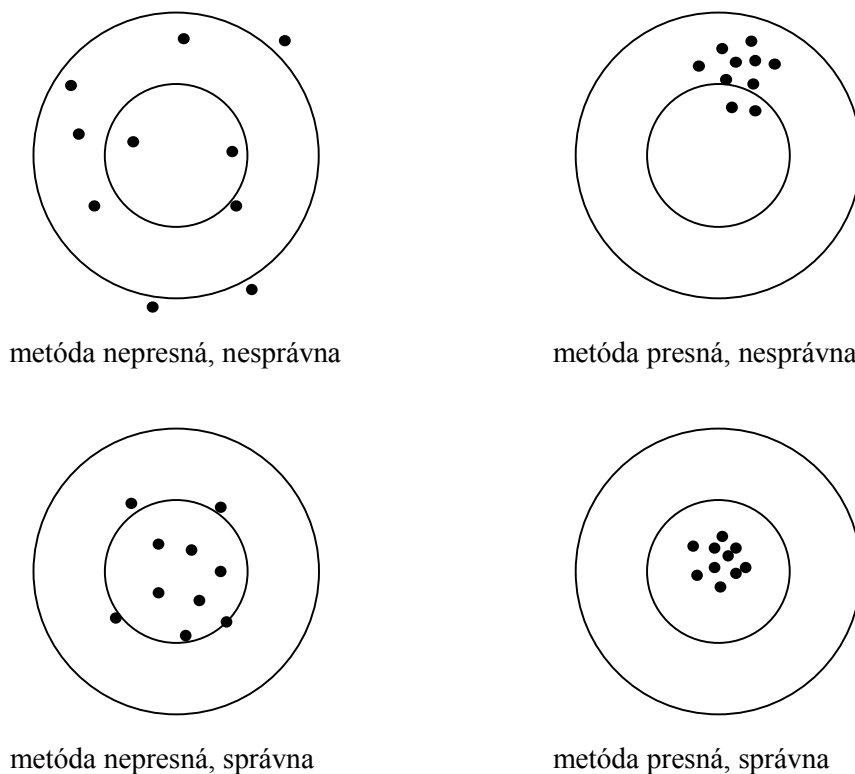 metóda nepresná, nesprávna
metóda presná, nesprávna
metóda nepresná, správna
metóda presná, správna